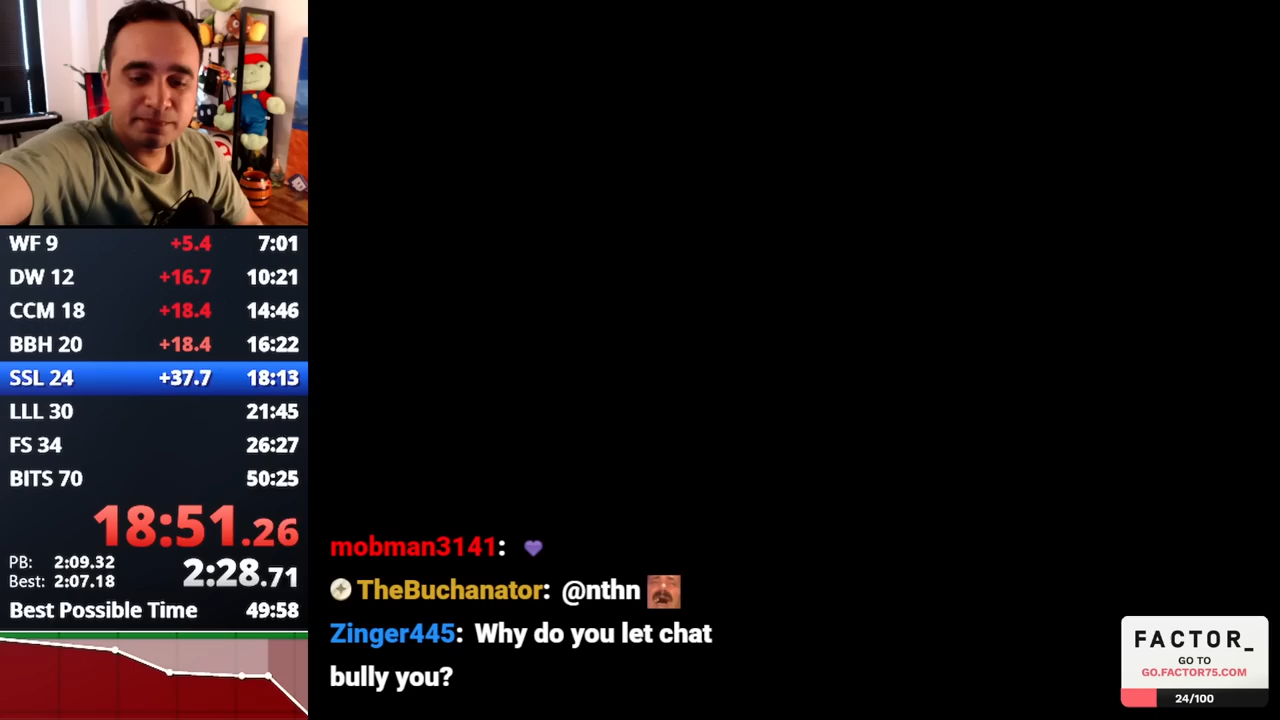 WF 9 +5.4 7:01
DW 12 +16.7 10:21
CCM 18 +18.4 14:46
BBH 20 +18.4 16:22
SSL 24 +37.7 18:13
LLL 30 21:45
FS 34 26:27
BITS 70 50:25
18:51.26
PB: 2:09.32
Best: 2:07.18
2:28.71
Best Possible Time 49:58
mobman3141: 💜
TheBuchanator: @nthn
Zinger445: Why do you let chat
bully you?
FACTOR_
GO TO
GO.FACTOR75.COM
24/100